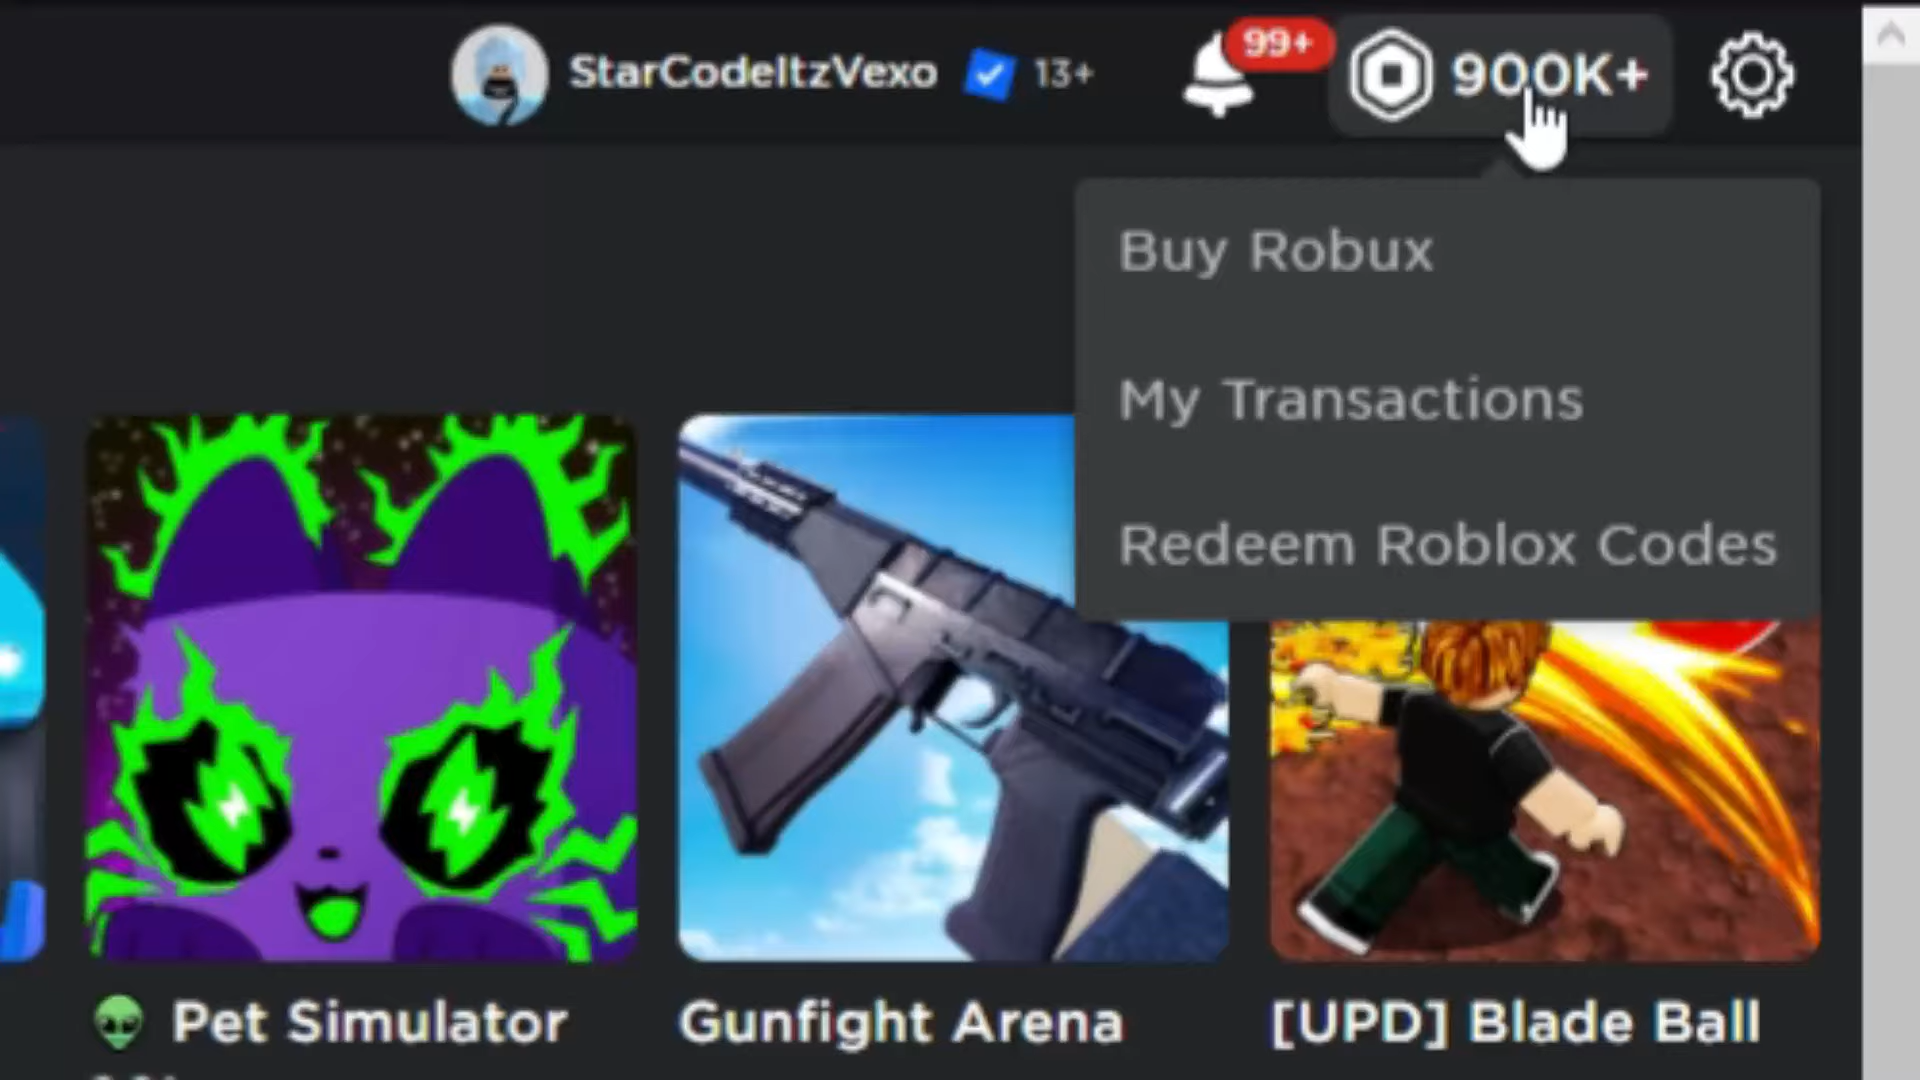 StarCodeItzVexo 13+
99+
900K+
Buy Robux
My Transactions
Redeem Roblox Codes
👽 Pet Simulator
Gunfight Arena
[UPD] Blade Ball